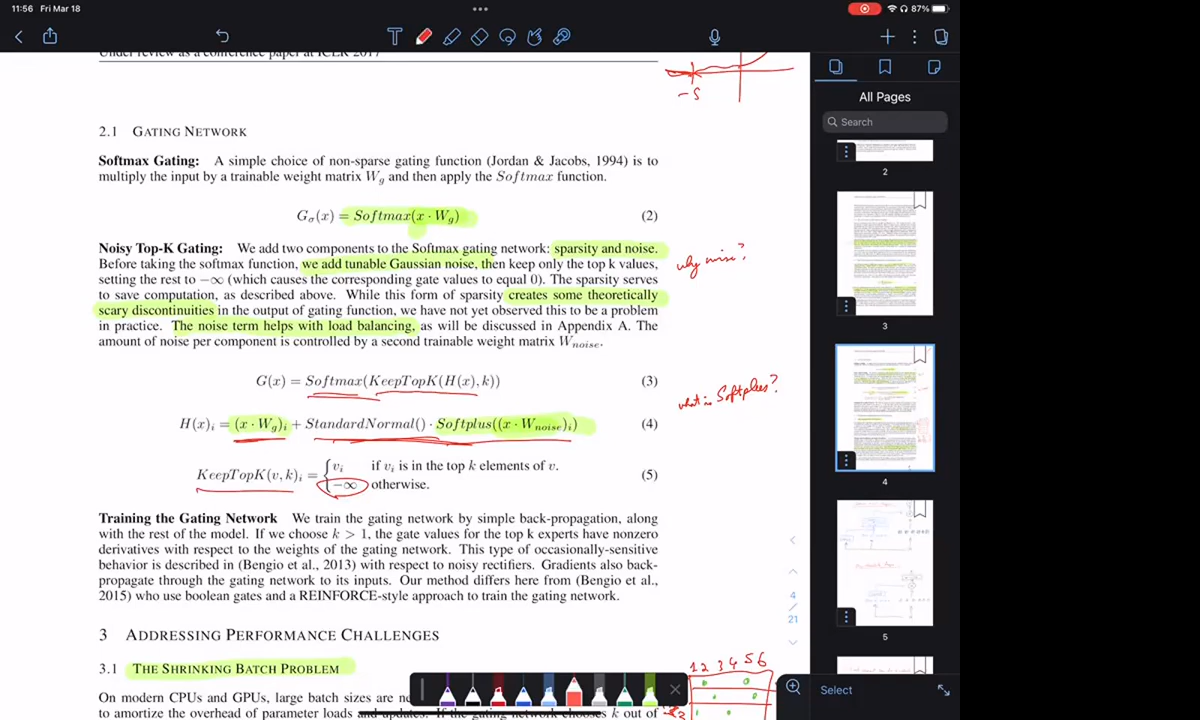 11:56 Fri Mar 18
87%
Under review as a conference paper at ICLR 2017
-5
2.1 GATING NETWORK
Softmax Gating: A simple choice of non-sparse gating function (Jordan & Jacobs, 1994) is to
multiply the input by a trainable weight matrix W_g and then apply the Softmax function.
G_σ(x) = Softmax(x · W_g) (2)
Noisy Top-K Gating: We add two components to the Softmax gating network: sparsity and noise.
Before taking the softmax function, we add tunable Gaussian noise, then keep only the top k values,
setting the rest to −∞ (which causes the corresponding gate values to equal 0). The sparsity serves
to save computation, as described above. While this form of sparsity creates some theoretically
scary discontinuities in the output of gating function, we have not yet observed this to be a problem
in practice. The noise term helps with load balancing, as will be discussed in Appendix A. The
amount of noise per component is controlled by a second trainable weight matrix W_noise.
why noise?
G(x) = Softmax(KeepTopK(H(x), k)) (3)
what is Softplus?
H(x)_i = (x · W_g)_i + StandardNormal() · Softplus((x · W_noise)_i) (4)
KeepTopK(v, k)_i = { v_i if v_i is in the top k elements of v.
−∞ otherwise. (5)
Training the Gating Network We train the gating network by simple back-propagation, along
with the rest of the model. If we choose k > 1, the gate values for the top k experts have nonzero
derivatives with respect to the weights of the gating network. This type of occasionally-sensitive
behavior is described in (Bengio et al., 2013) with respect to noisy rectifiers. Gradients also back-
propagate through the gating network to its inputs. Our method differs here from (Bengio et al.,
2015) who use boolean gates and a REINFORCE-style approach to train the gating network.
3 ADDRESSING PERFORMANCE CHALLENGES
3.1 THE SHRINKING BATCH PROBLEM
On modern CPUs and GPUs, large batch sizes are ne
to amortize the overhead of parameter loads and updates. If the gating network chooses k out of
1 2 3 4 5 6
4
/
21
All Pages
Search
2
3
4
5
Select